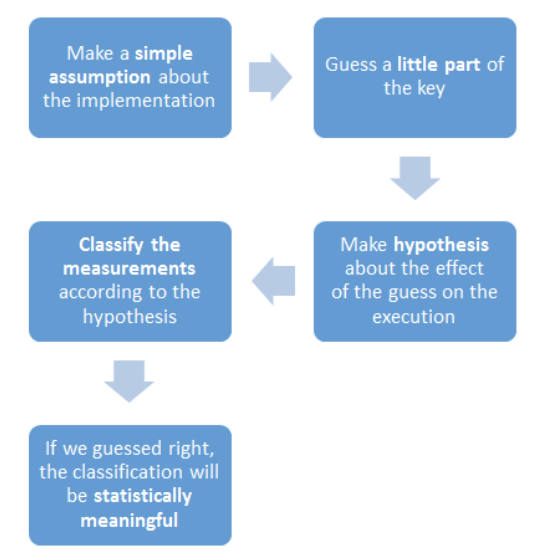 Make a simple
assumption about
the implementation
Guess a little part of
the key
Make hypothesis
about the effect
of the guess on the
execution
Classify the
measurements
according to the
hypothesis
If we guessed right,
the classification will
be statistically
meaningful